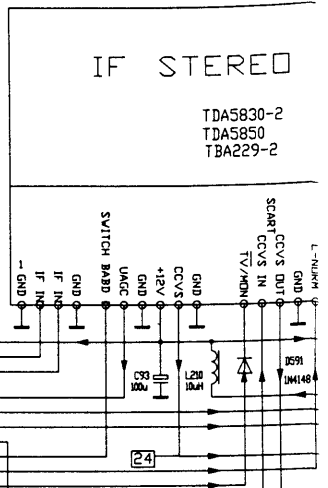 IF STEREO
TDA5830-2
TDA5850
TBA229-2
1 GND
IF IN
IF IN
GND
SWITCH BABD
UAGC
GND
+12V
CCVS
GND
TV/MON
SCART
CCVS IN
CCVS OUT
GND
L-NORM
C93
100u
L210
10uH
D591
1N4148
24